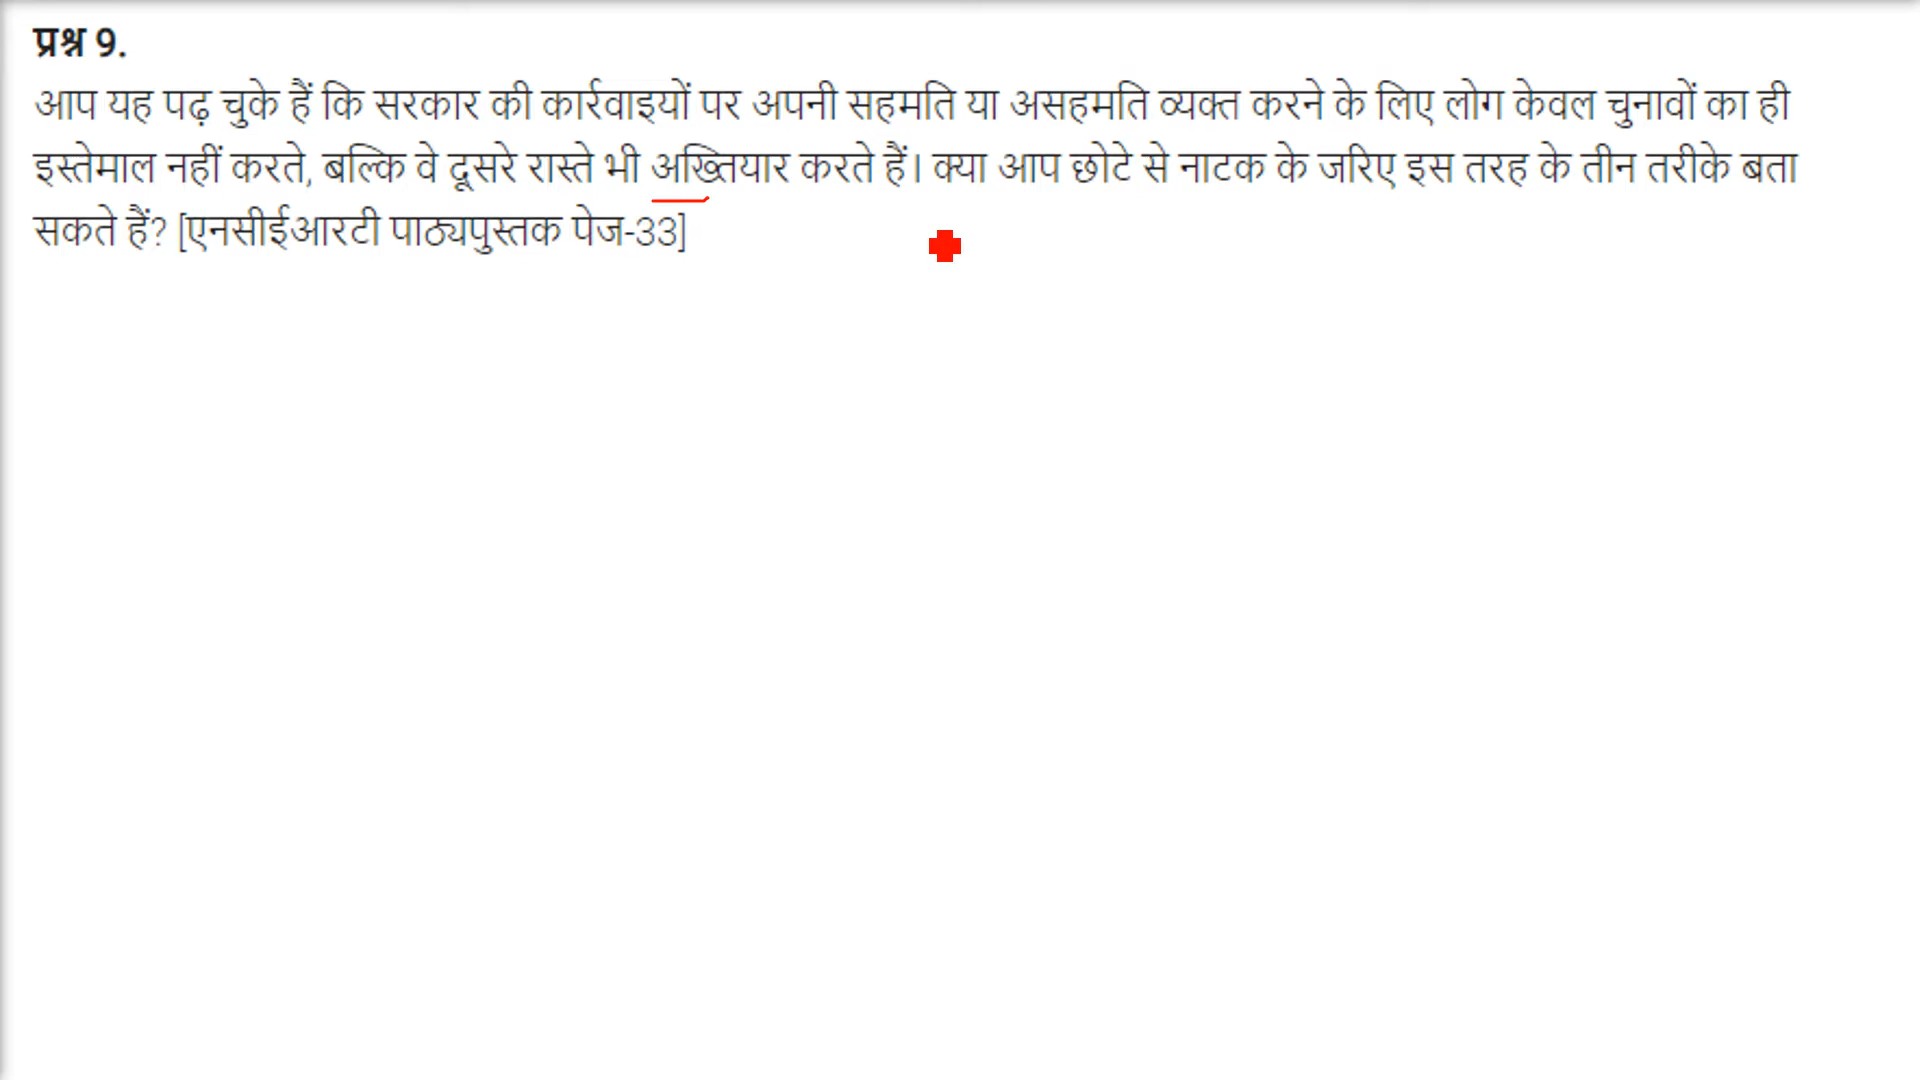 प्रश्न 9.
आप यह पढ़ चुके हैं कि सरकार की कार्रवाइयों पर अपनी सहमति या असहमति व्यक्त करने के लिए लोग केवल चुनावों का ही
इस्तेमाल नहीं करते, बल्कि वे दूसरे रास्ते भी अख्तियार करते हैं। क्या आप छोटे से नाटक के जरिए इस तरह के तीन तरीके बता
सकते हैं? [एनसीईआरटी पाठ्यपुस्तक पेज-33]